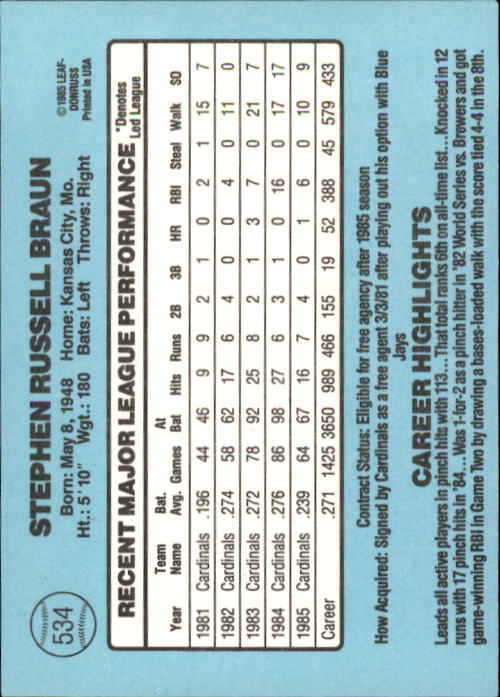 534
STEPHEN RUSSELL BRAUN
Born: May 8, 1948 Home: Kansas City, Mo.
Ht.: 5'10" Wgt.: 180 Bats: Left Throws: Right
© 1985 LEAF-
DONRUSS
Printed in USA
RECENT MAJOR LEAGUE PERFORMANCE
*Denotes
Led League
Team Bat. At
Year Name Avg. Games Bat Hits Runs 2B 3B HR RBI Steal Walk SO
1981 Cardinals .196 44 46 9 9 2 1 0 2 1 15 7
1982 Cardinals .274 58 62 17 6 4 0 0 4 0 11 0
1983 Cardinals .272 78 92 25 8 2 1 3 7 0 21 7
1984 Cardinals .276 86 98 27 6 3 1 0 16 0 17 17
1985 Cardinals .239 64 67 16 7 4 0 1 6 0 10 9
Career .271 1425 3650 989 466 155 19 52 388 45 579 433
Contract Status: Eligible for free agency after 1985 season
How Acquired: Signed by Cardinals as a free agent 3/3/81 after playing out his option with Blue
Jays
CAREER HIGHLIGHTS
Leads all active players in pinch hits with 113... That total ranks 6th on all-time list... Knocked in 12
runs with 17 pinch hits in '84... Was 1-for-2 as a pinch hitter in '82 World Series vs. Brewers and got
game-winning RBI in Game Two by drawing a bases-loaded walk with the score tied 4-4 in the 8th.